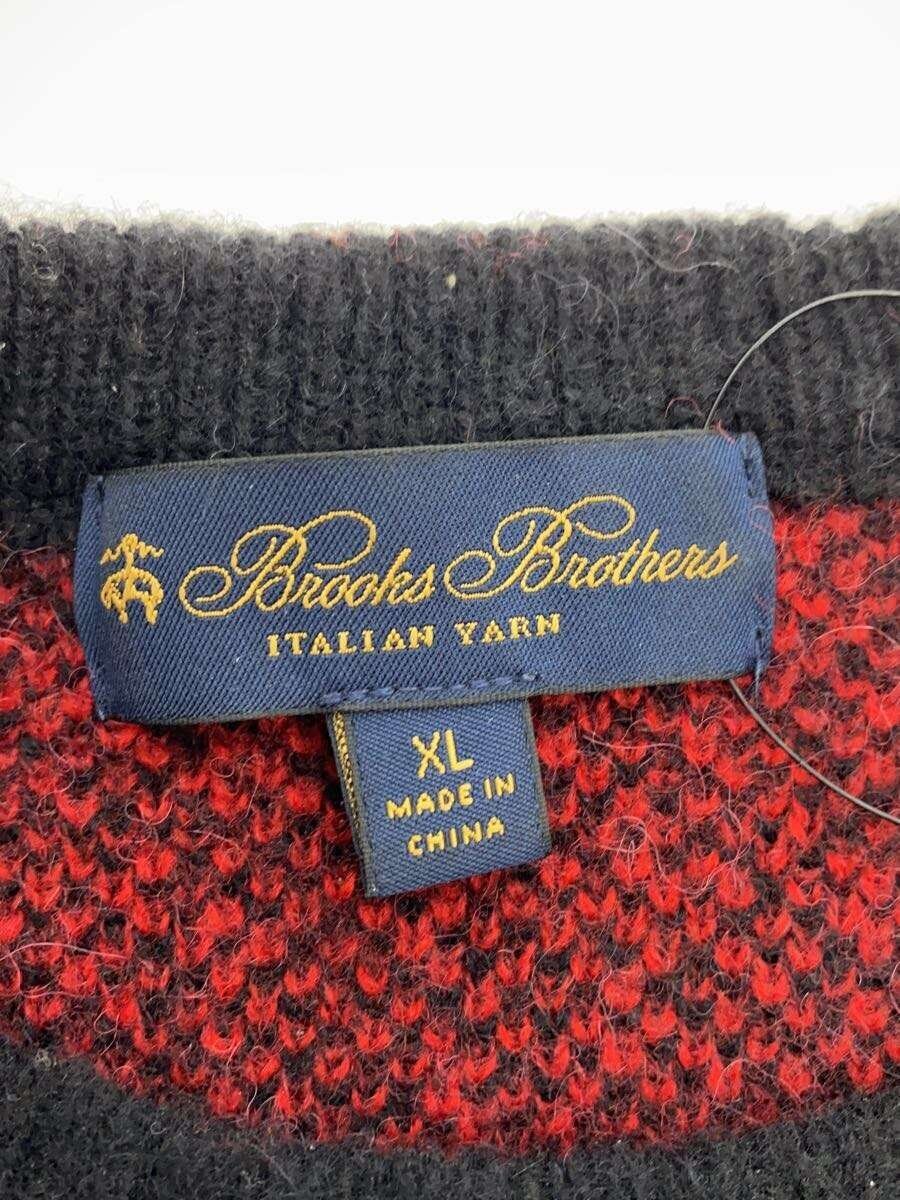 Brooks Brothers
ITALIAN YARN
XL
MADE IN
CHINA